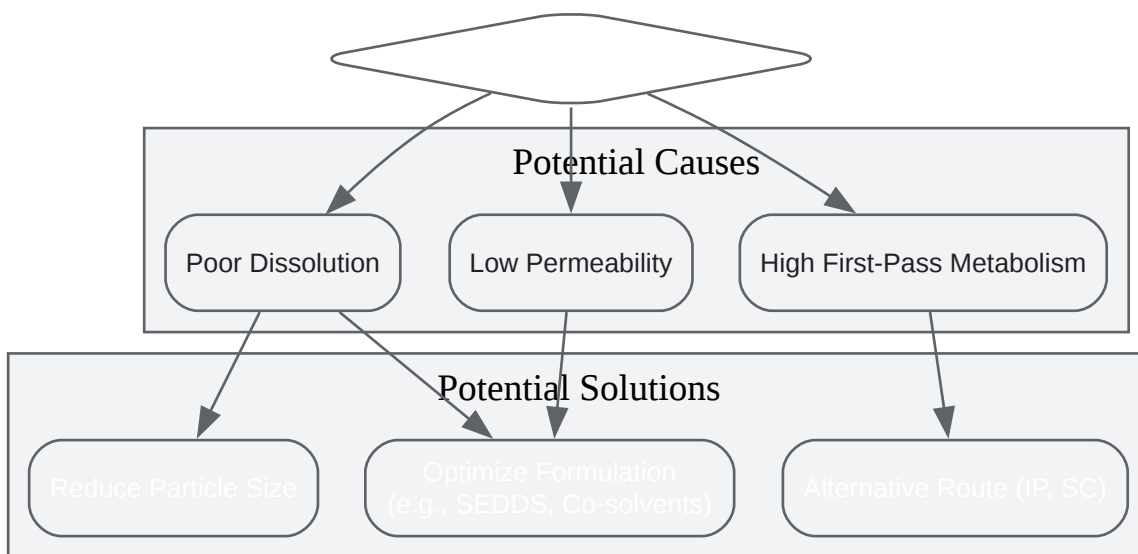 Potential Causes
Poor Dissolution
Low Permeability
High First-Pass Metabolism
Potential Solutions
Reduce Particle Size
Optimize Formulation
(e.g., SEDDS, Co-solvents)
Alternative Route (IP, SC)